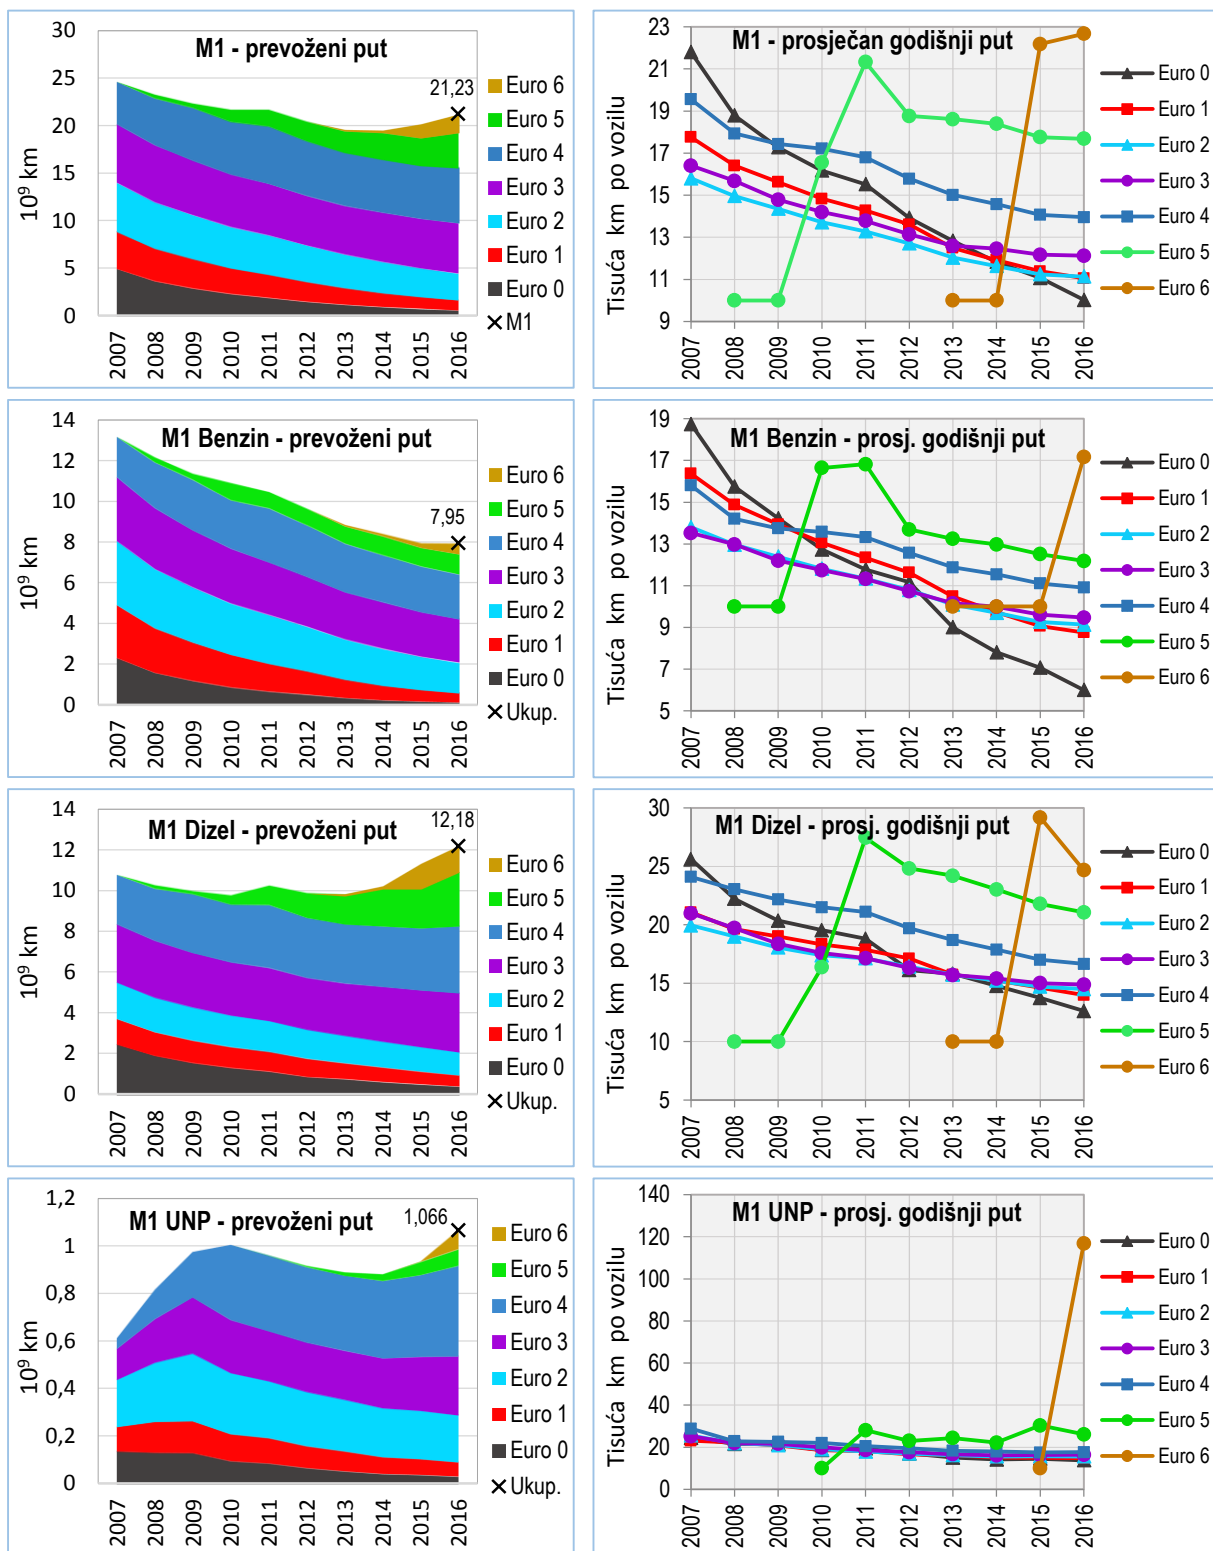 M1 - prevoženi put
30
25
20
15
10
5
0
10⁹ km
21,23
Euro 6
Euro 5
Euro 4
Euro 3
Euro 2
Euro 1
Euro 0
M1
2007 2008 2009 2010 2011 2012 2013 2014 2015 2016
M1 - prosječan godišnji put
23
21
19
17
15
13
11
9
Tisuća km po vozilu
Euro 0
Euro 1
Euro 2
Euro 3
Euro 4
Euro 5
Euro 6
2007 2008 2009 2010 2011 2012 2013 2014 2015 2016
M1 Benzin - prevoženi put
14
12
10
8
6
4
2
0
10⁹ km
7,95
Euro 6
Euro 5
Euro 4
Euro 3
Euro 2
Euro 1
Euro 0
Ukup.
2007 2008 2009 2010 2011 2012 2013 2014 2015 2016
M1 Benzin - prosj. godišnji put
19
17
15
13
11
9
7
5
Tisuća km po vozilu
Euro 0
Euro 1
Euro 2
Euro 3
Euro 4
Euro 5
Euro 6
2007 2008 2009 2010 2011 2012 2013 2014 2015 2016
M1 Dizel - prevoženi put
14
12
10
8
6
4
2
0
10⁹ km
12,18
Euro 6
Euro 5
Euro 4
Euro 3
Euro 2
Euro 1
Euro 0
Ukup.
2007 2008 2009 2010 2011 2012 2013 2014 2015 2016
M1 Dizel - prosj. godišnji put
30
25
20
15
10
5
Tisuća km po vozilu
Euro 0
Euro 1
Euro 2
Euro 3
Euro 4
Euro 5
Euro 6
2007 2008 2009 2010 2011 2012 2013 2014 2015 2016
M1 UNP - prevoženi put
1,2
1
0,8
0,6
0,4
0,2
0
10⁹ km
1,066
Euro 6
Euro 5
Euro 4
Euro 3
Euro 2
Euro 1
Euro 0
Ukup.
2007 2008 2009 2010 2011 2012 2013 2014 2015 2016
M1 UNP - prosj. godišnji put
140
120
100
80
60
40
20
0
Tisuća km po vozilu
Euro 0
Euro 1
Euro 2
Euro 3
Euro 4
Euro 5
Euro 6
2007 2008 2009 2010 2011 2012 2013 2014 2015 2016